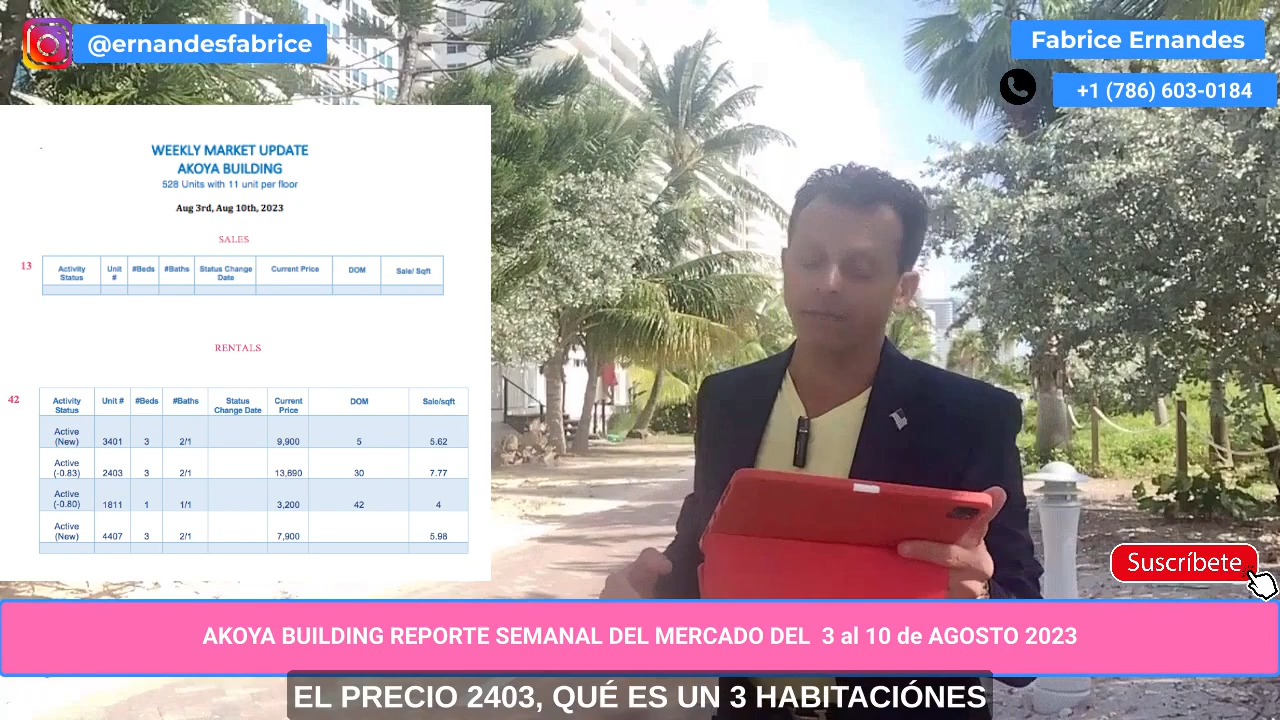 @ernandesfabrice
Fabrice Ernandes
+1 (786) 603-0184
WEEKLY MARKET UPDATE
AKOYA BUILDING
528 Units with 11 unit per floor
Aug 3rd, Aug 10th, 2023
SALES
13
Activity Status Unit # #Beds #Baths Status Change Date Current Price DOM Sale/ Sqft
RENTALS
42
Activity Status Unit # #Beds #Baths Status Change Date Current Price DOM Sale/sqft
Active (New) 3401 3 2/1 9,900 5 5.62
Active (-0.83) 2403 3 2/1 13,690 30 7.77
Active (-0.80) 1811 1 1/1 3,200 42 4
Active (New) 4407 3 2/1 7,900 5.98
Suscríbete
AKOYA BUILDING REPORTE SEMANAL DEL MERCADO DEL 3 al 10 de AGOSTO 2023
EL PRECIO 2403, QUÉ ES UN 3 HABITACIÓNES